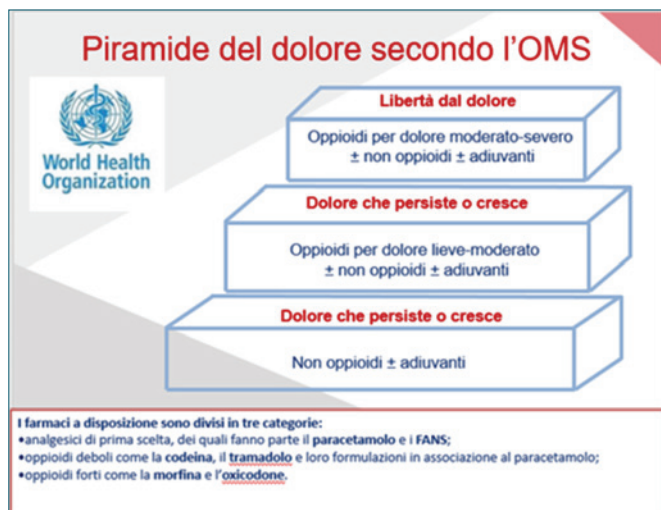 Piramide del dolore secondo l'OMS
World Health
Organization
Libertà dal dolore
Oppioidi per dolore moderato-severo
± non oppioidi ± adiuvanti
Dolore che persiste o cresce
Oppioidi per dolore lieve-moderato
± non oppioidi ± adiuvanti
Dolore che persiste o cresce
Non oppioidi ± adiuvanti
I farmaci a disposizione sono divisi in tre categorie:
•analgesici di prima scelta, dei quali fanno parte il paracetamolo e i FANS;
•oppioidi deboli come la codeina, il tramadolo e loro formulazioni in associazione al paracetamolo;
•oppioidi forti come la morfina e l'oxicodone.